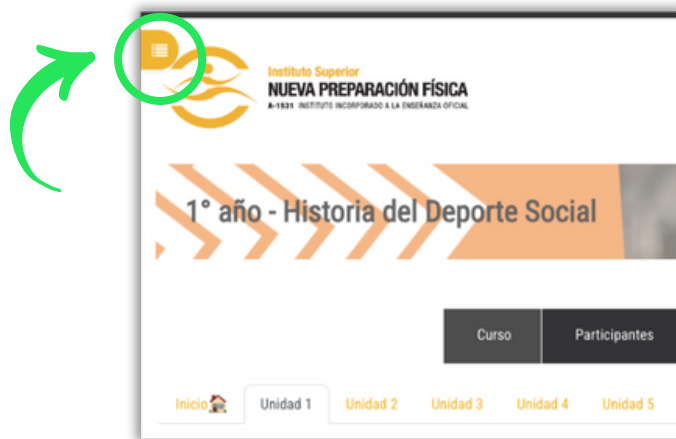 Instituto Superior
NUEVA PREPARACIÓN FÍSICA
A-1531 INSTITUTO INCORPORADO A LA ENSEÑANZA OFICIAL
1° año - Historia del Deporte Social
Curso Participantes
Inicio Unidad 1 Unidad 2 Unidad 3 Unidad 4 Unidad 5